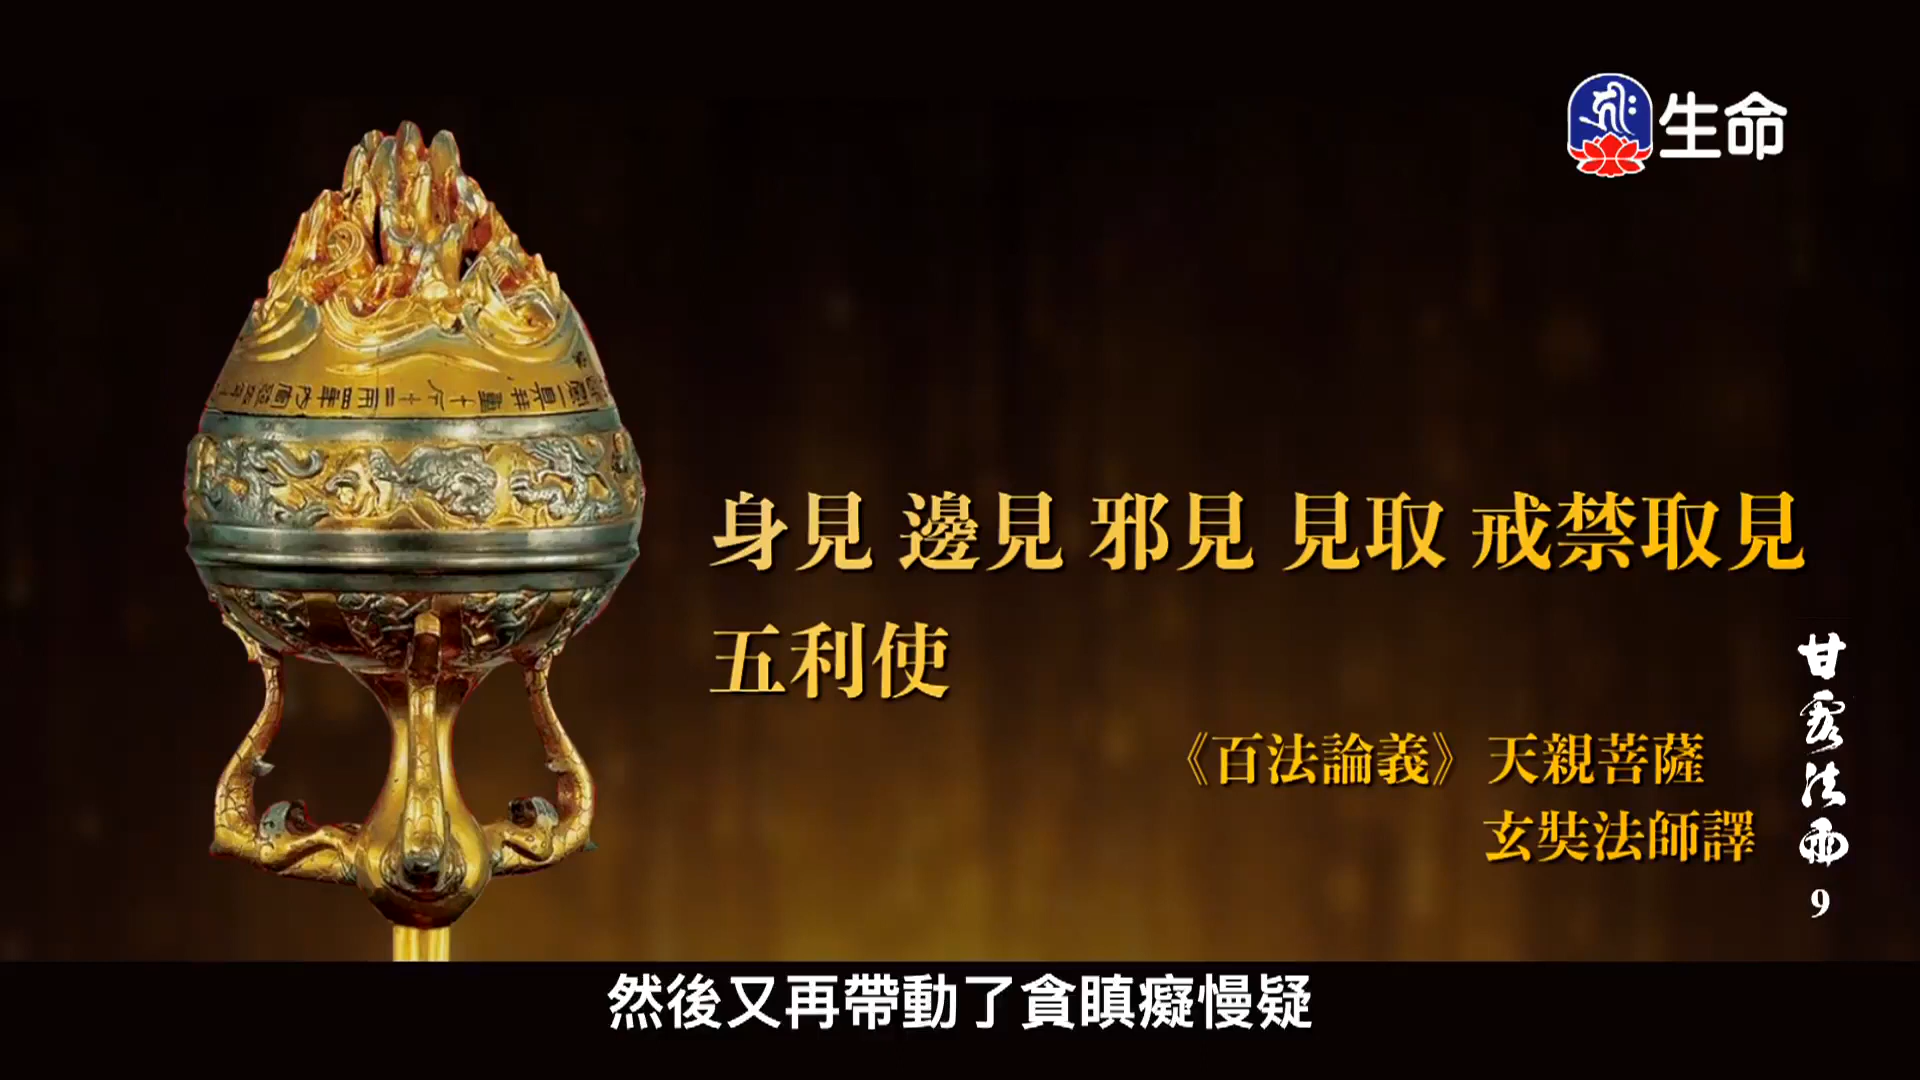 生命
身見 邊見 邪見 見取 戒禁取見
五利使
《百法論義》 天親菩薩
玄奘法師譯
甘露法雨
9
然後又再帶動了貪瞋癡慢疑